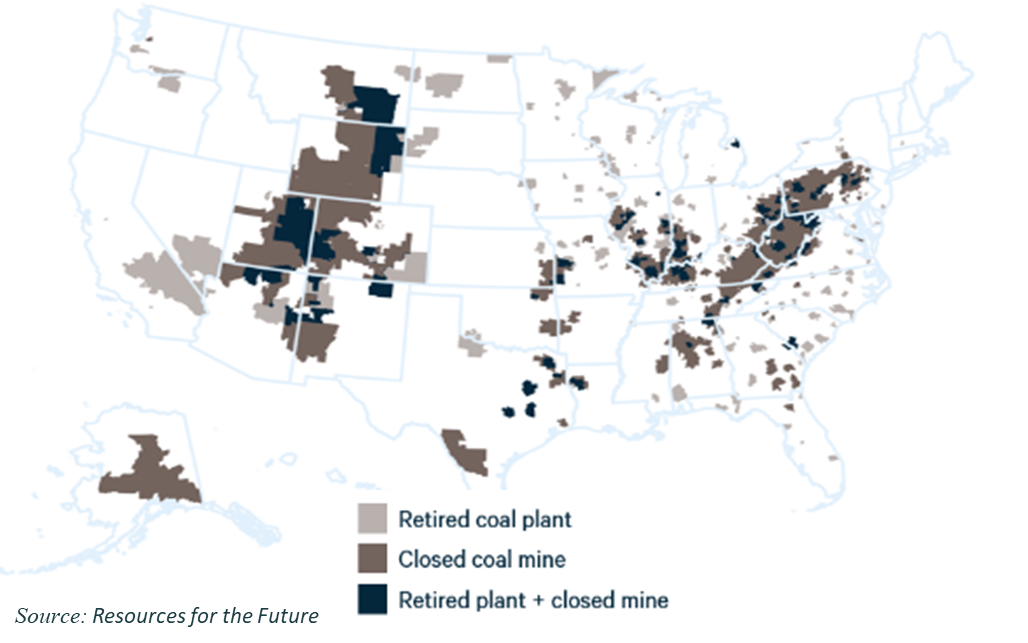 Retired coal plant
Closed coal mine
Retired plant + closed mine
Source: Resources for the Future